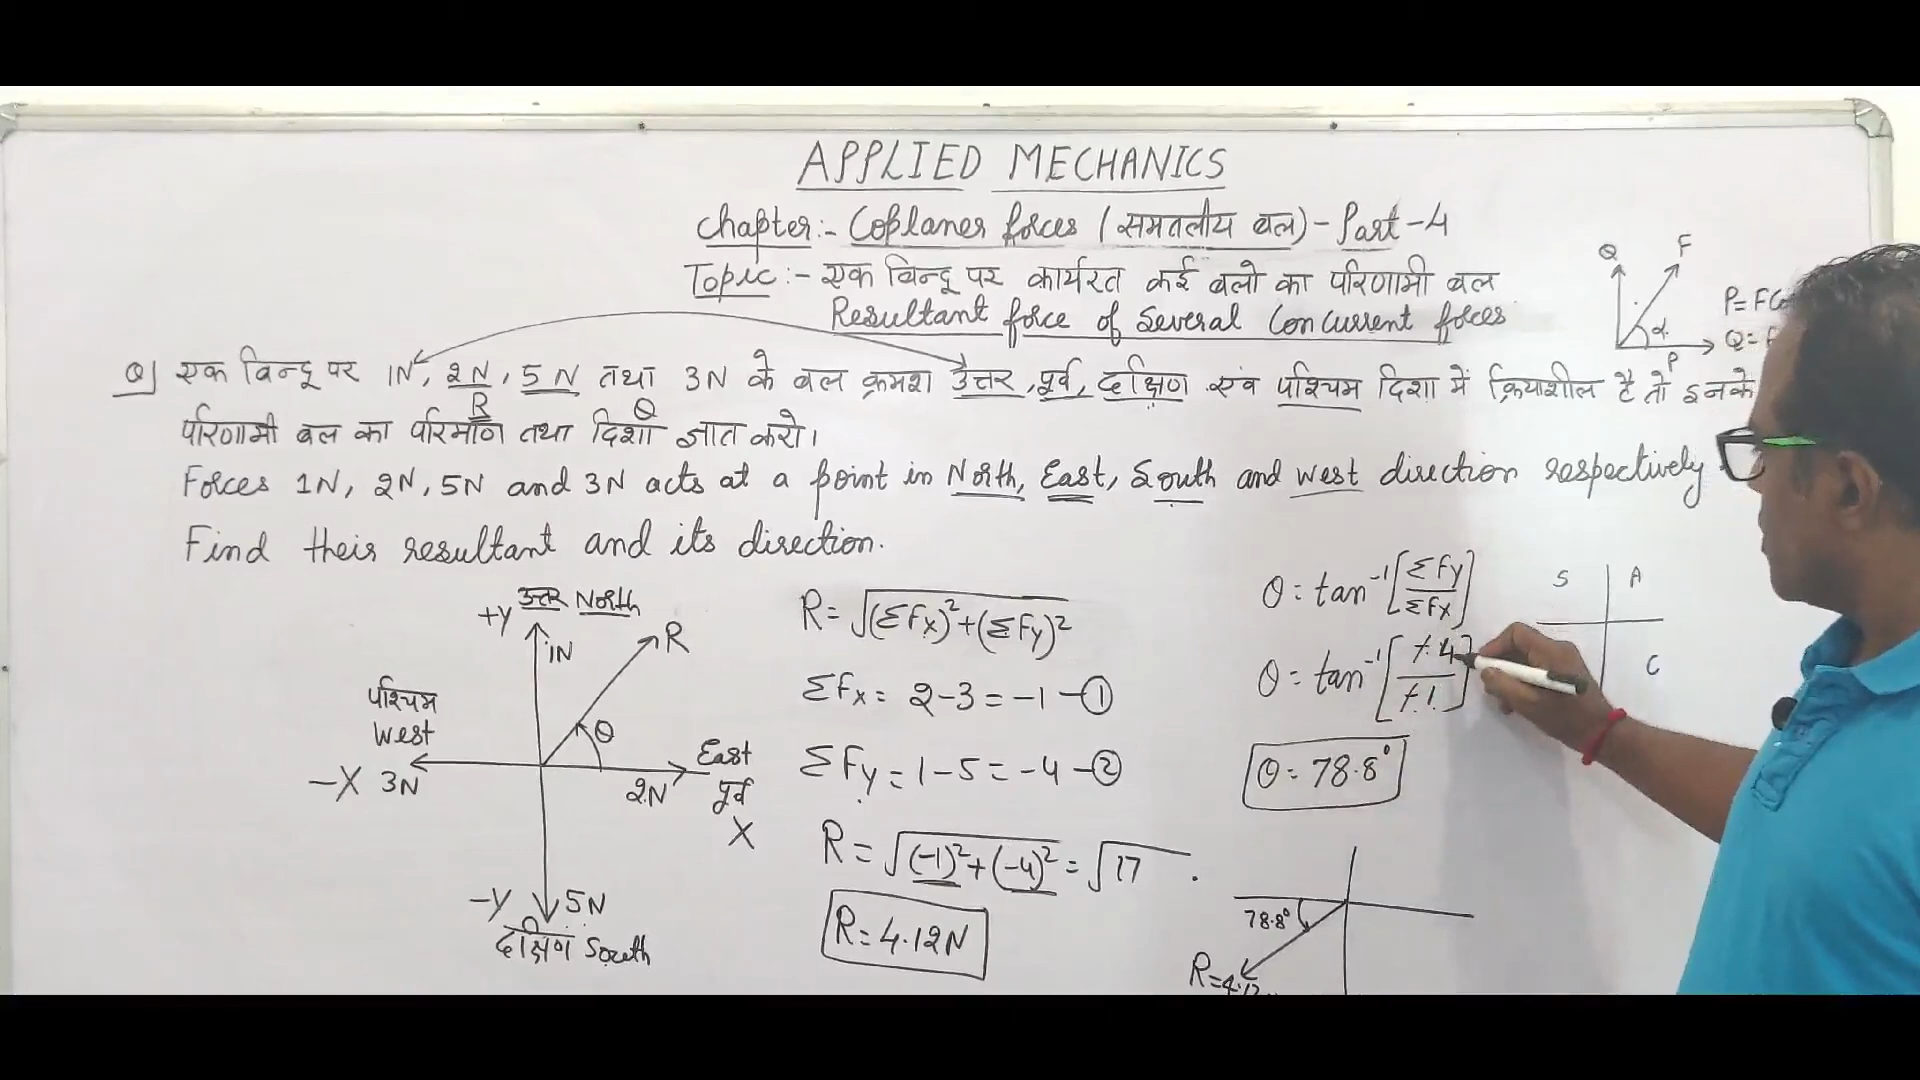 APPLIED MECHANICS
Chapter:- Coplaner forces (समतलीय बल) - Part-4
Topic:- एक बिन्दू पर कार्यरत कई बलो का परिणामी बल
Resultant force of Several Concurrent forces
Q F
α
P
P= FCo
Q=
Q] एक बिन्दू पर 1N, 2N, 5N तथा 3N के बल क्रमश उत्तर, पूर्व, दक्षिण एवं पश्चिम दिशा में क्रियाशील है तो इनके
R θ
परिणामी बल का परिमाण तथा दिशा ज्ञात करो।
Forces 1N, 2N, 5N and 3N acts at a point in North, East, South and west direction respectively
Find their resultant and its direction.
+Y उत्तर North
1N
R
पश्चिम
West
θ
East
-X 3N
2N पूर्व
X
-Y 5N
दक्षिण South
R= √(ΣFx)²+(ΣFy)²
ΣFx= 2-3 = -1 -①
ΣFy= 1-5 = -4 -②
R= √(-1)²+(-4)² = √17
R= 4.12N
θ= tan⁻¹[ΣFy/ΣFx]
θ= tan⁻¹[-4/-1]
θ= 78.8°
S A
C
78.8°
R=4.12